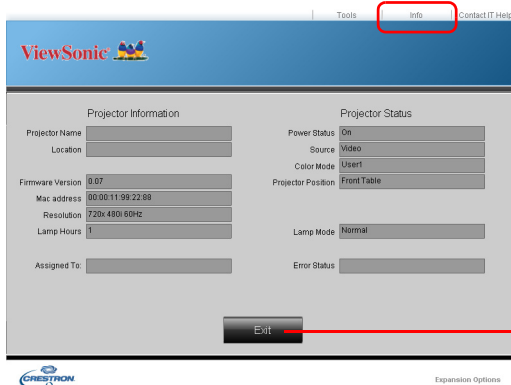 Tools Info Contact IT Help
ViewSonic
Projector Information
Projector Name
Location
Firmware Version 0.07
Mac address 00:00:11:99:22:88
Resolution 720x 480i 60Hz
Lamp Hours 1
Assigned To:
Projector Status
Power Status On
Source Video
Color Mode User1
Projector Position Front Table
Lamp Mode Normal
Error Status
Exit
CRESTRON
Expansion Options